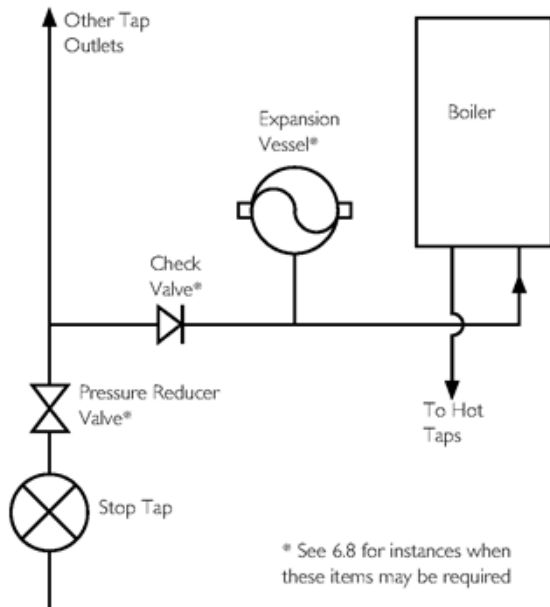 Other Tap
Outlets
Boiler
Expansion
Vessel*
Check
Valve*
Pressure Reducer
Valve*
To Hot
Taps
Stop Tap
* See 6.8 for instances when
these items may be required